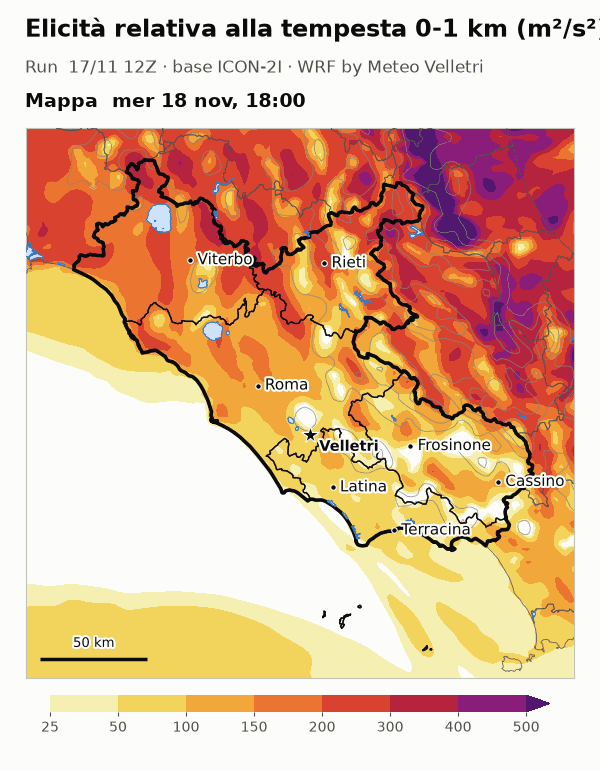 Elicità relativa alla tempesta 0-1 km (m²/s²)
Run 17/11 12Z · base ICON-2I · WRF by Meteo Velletri
Mappa mer 18 nov, 18:00
Viterbo
Rieti
Roma
Velletri
Frosinone
Latina
Cassino
Terracina
50 km
25 50 100 150 200 300 400 500